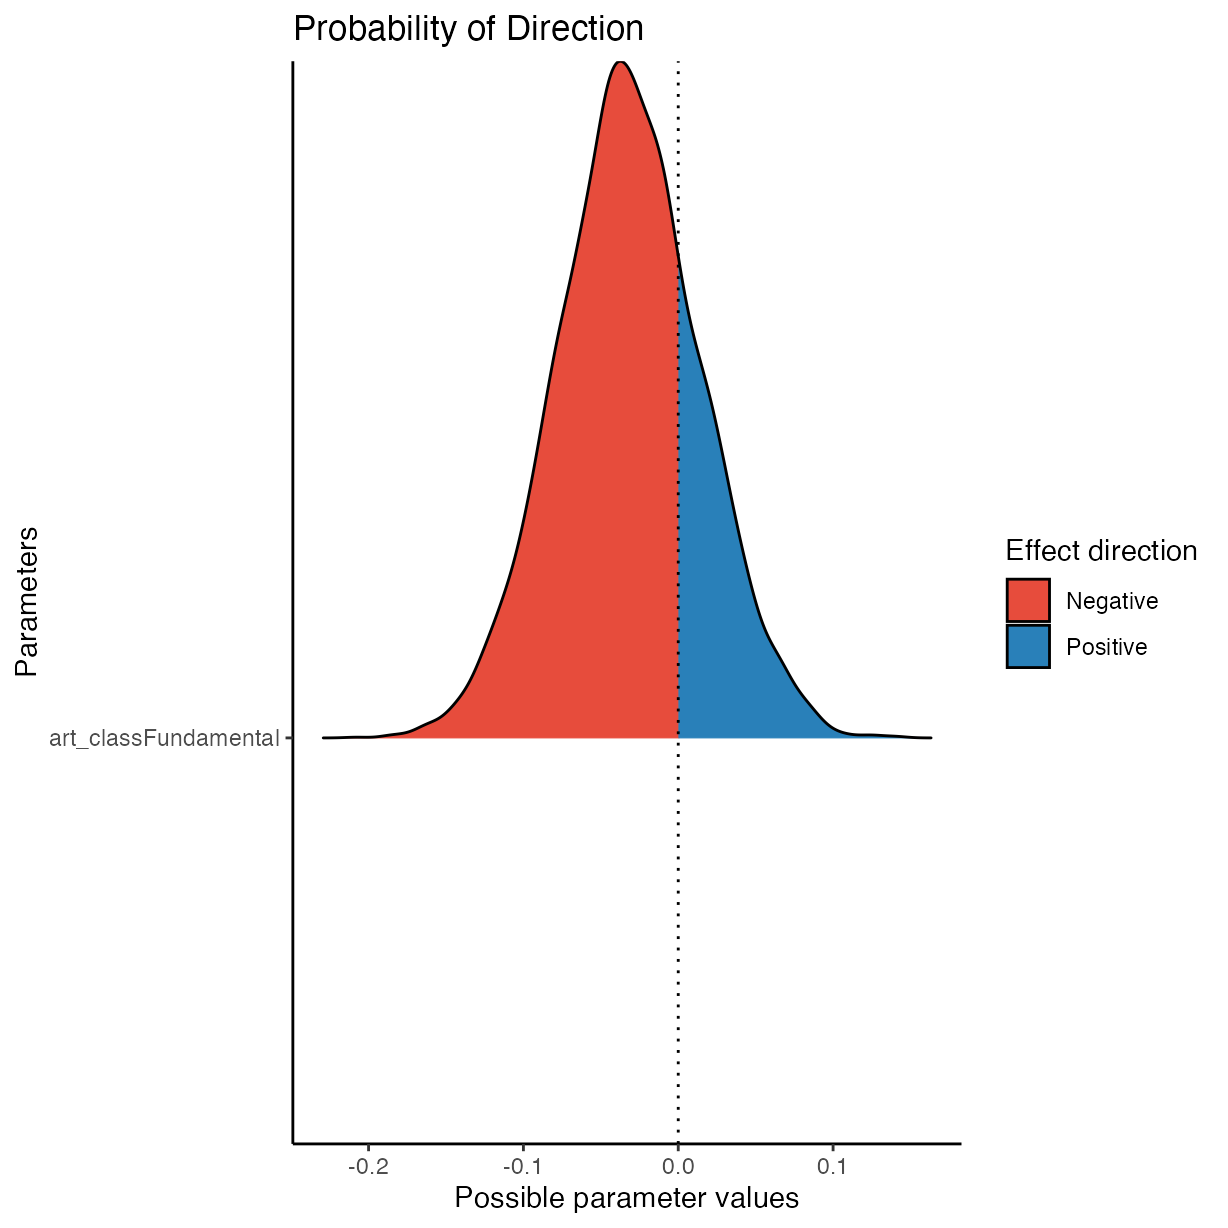 Probability of Direction
Parameters
art_classFundamental
Effect direction
Negative
Positive
-0.2
-0.1
0.0
0.1
Possible parameter values